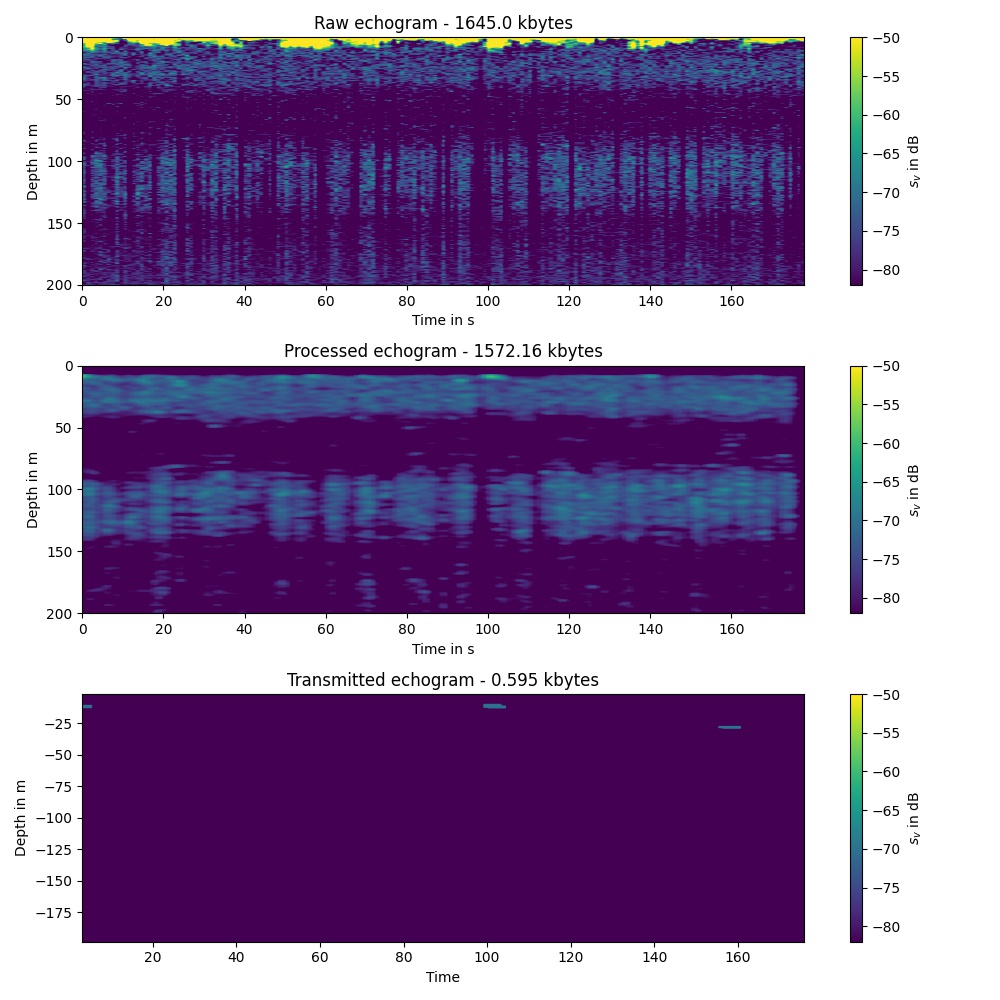 Raw echogram - 1645.0 kbytes
0
50
100
150
200
Depth in m
0 20 40 60 80 100 120 140 160
Time in s
−50
−55
−60
−65
−70
−75
−80
sv in dB
Processed echogram - 1572.16 kbytes
0
50
100
150
200
Depth in m
0 20 40 60 80 100 120 140 160
Time in s
−50
−55
−60
−65
−70
−75
−80
sv in dB
Transmitted echogram - 0.595 kbytes
−25
−50
−75
−100
−125
−150
−175
Depth in m
20 40 60 80 100 120 140 160
Time
−50
−55
−60
−65
−70
−75
−80
sv in dB